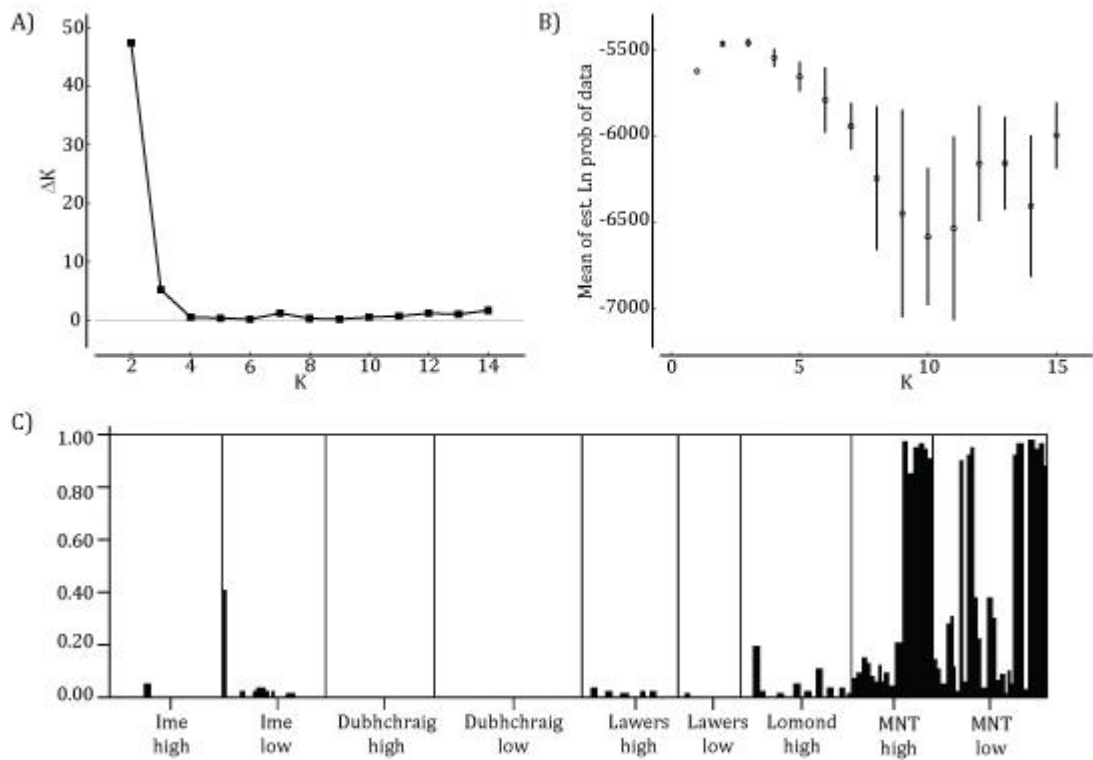 A)
50
40
30
20
10
0
ΔK
2 4 6 8 10 12 14
K
B)
-5500
-6000
-6500
-7000
Mean of est. Ln prob of data
0 5 10 15
K
C)
1.00
0.80
0.60
0.40
0.20
0.00
Ime Ime Dubhchraig Dubhchraig Lawers Lawers Lomond MNT MNT
high low high low high low high high low